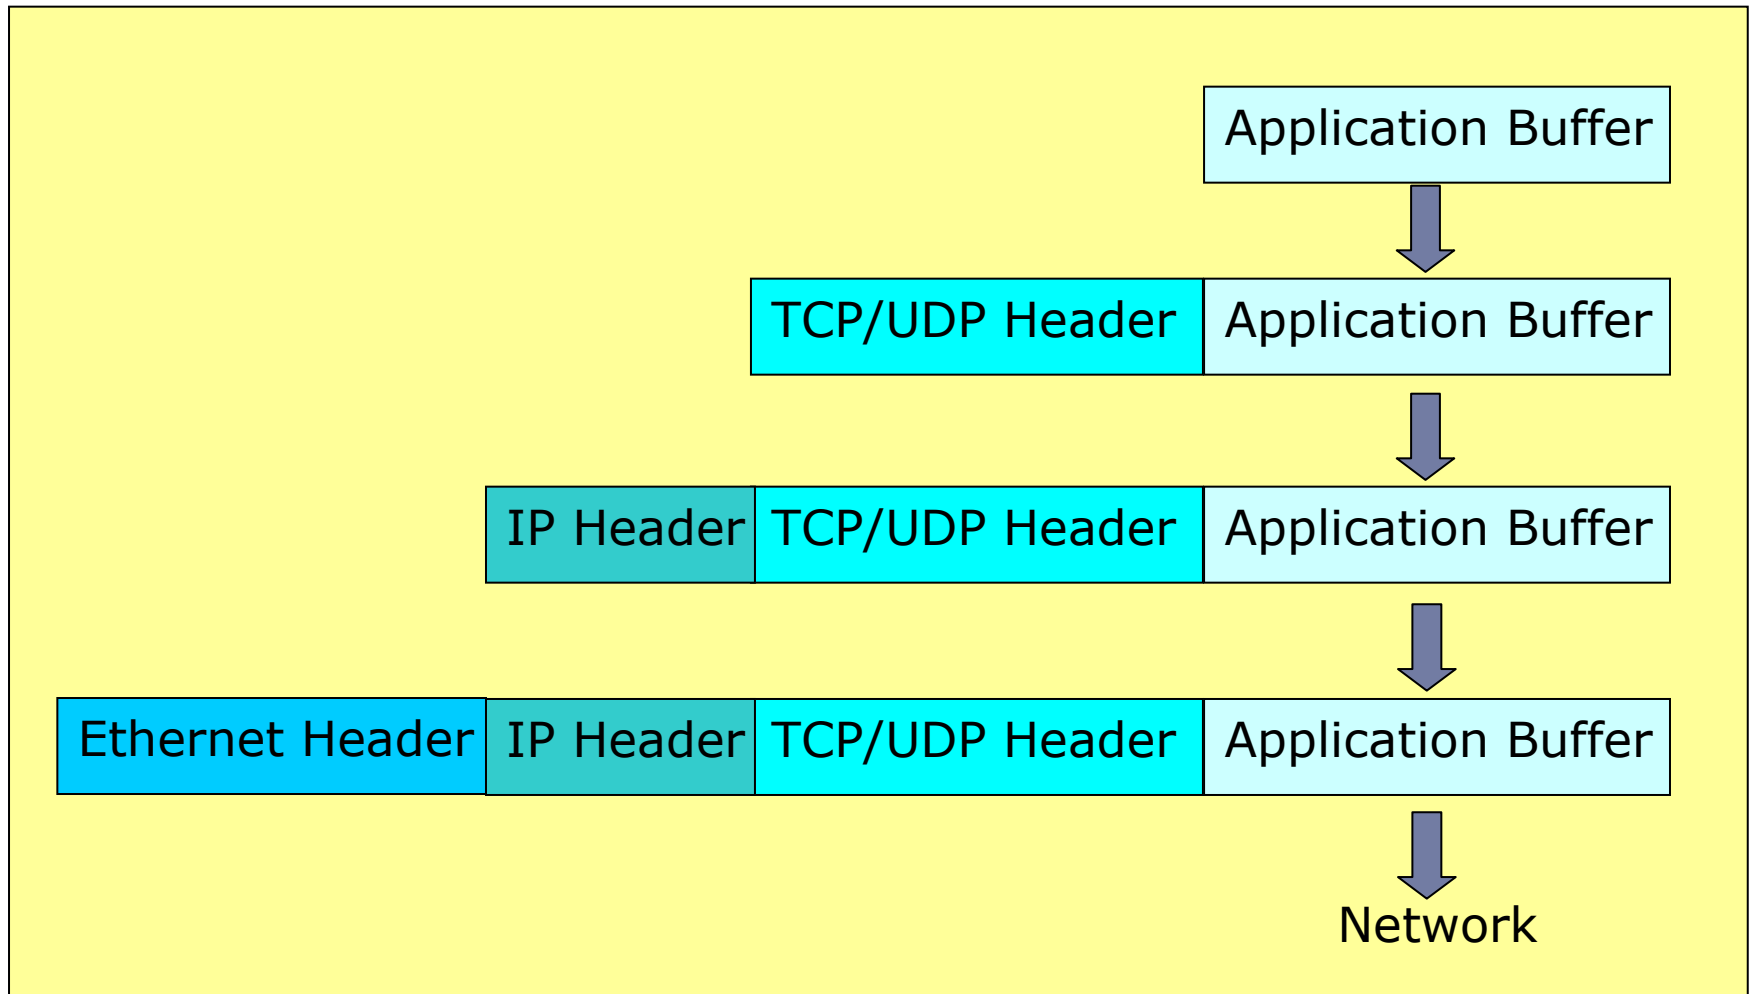 Application Buffer
TCP/UDP Header Application Buffer
IP Header TCP/UDP Header Application Buffer
Ethernet Header IP Header TCP/UDP Header Application Buffer
Network